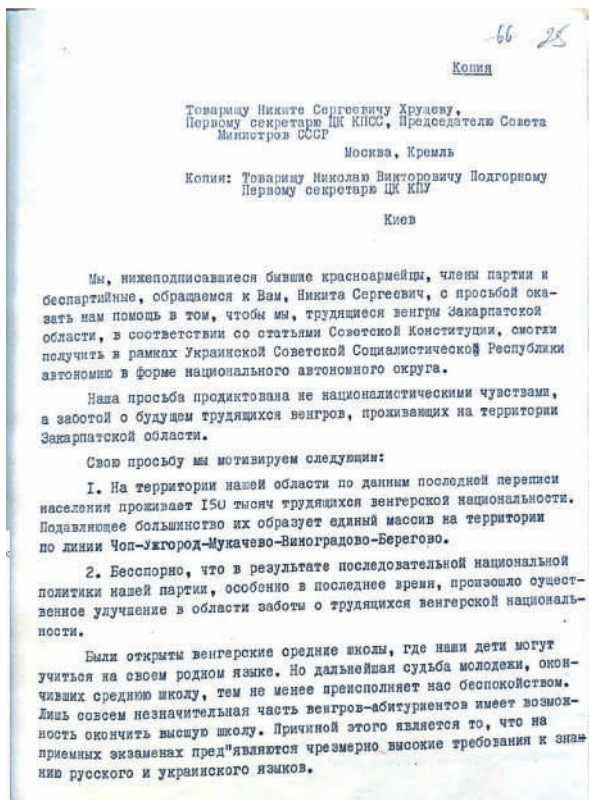 66 25
Копия
Товарищу Никите Сергеевичу Хрущеву,
Первому секретарю ЦК КПСС, Председателю Совета
Министров СССР
Москва, Кремль
Копия: Товарищу Николаю Викторовичу Подгорному
Первому секретарю ЦК КПУ
Киев
Мы, нижеподписавшиеся бывшие красноармейцы, члены партии и
беспартийные, обращаемся к Вам, Никита Сергеевич, с просьбой ока-
зать нам помощь в том, чтобы мы, трудящиеся венгры Закарпатской
области, в соответствии со статьями Советской Конституции, смогли
получить в рамках Украинской Советской Социалистической Республики
автономию в форме национального автономного округа.
Наша просьба продиктована не националистическими чувствами,
а заботой о будущем трудящихся венгров, проживающих на территории
Закарпатской области.
Свою просьбу мы мотивируем следующим:
I. На территории нашей области по данным последней переписи
населения проживает 150 тысяч трудящихся венгерской национальности.
Подавляющее большинство их образует единый массив на территории
по линии Чоп-Ужгород-Мукачево-Виноградово-Берегово.
2. Бесспорно, что в результате последовательной национальной
политики нашей партии, особенно в последнее время, произошло сущест-
венное улучшение в области заботы о трудящихся венгерской националь-
ности.
Были открыты венгерские средние школы, где наши дети могут
учиться на своем родном языке. Но дальнейшая судьба молодежи, окон-
чивших среднюю школу, тем не менее преисполняет нас беспокойством.
Лишь совсем незначительная часть венгров-абитуриентов имеет возмож-
ность окончить высшую школу. Причиной этого является то, что на
приемных экзаменах пред"являются чрезмерно высокие требования к зна-
нию русского и украинского языков.